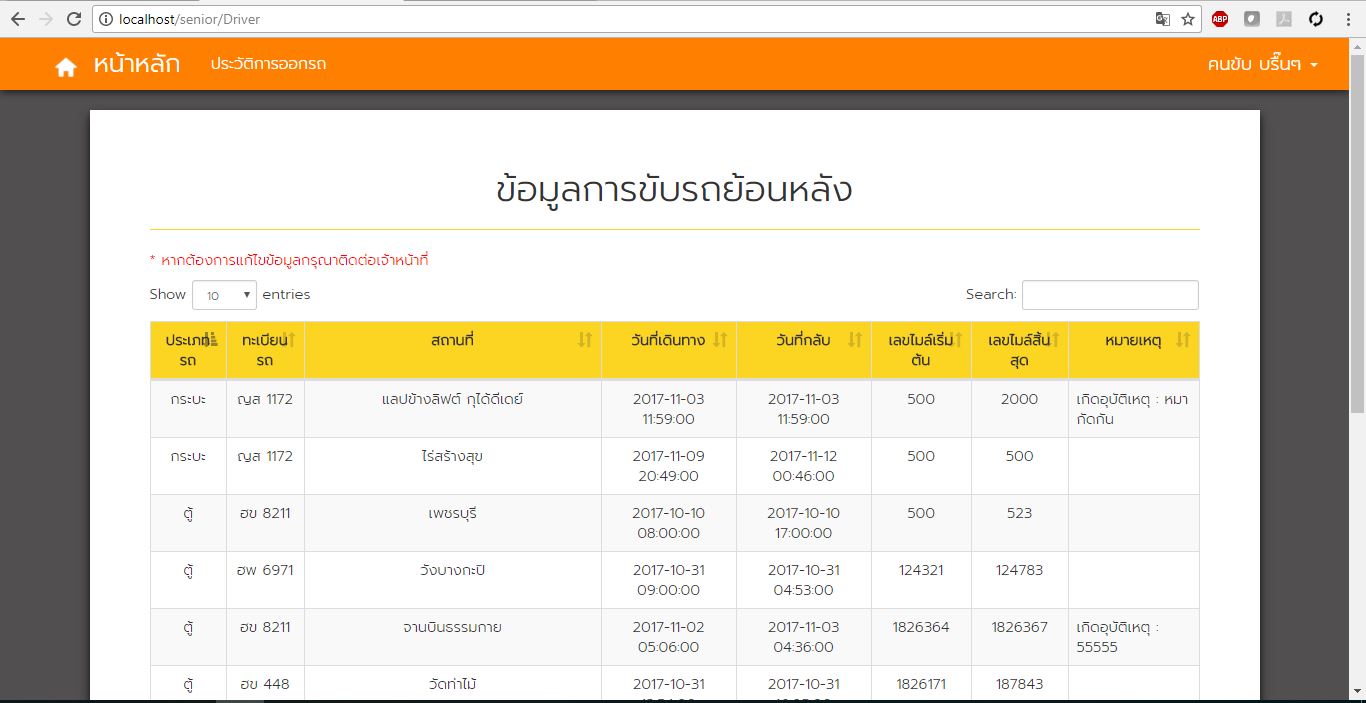 localhost/senior/Driver
ABP
หน้าหลัก ประวัติการออกรถ คนขับ บรึ๊นๆ
ข้อมูลการขับรถย้อนหลัง
* หากต้องการแก้ไขข้อมูลกรุณาติดต่อเจ้าหน้าที่
Show 10 entries Search:
ประเภท ทะเบียน สถานที่ วันที่เดินทาง วันที่กลับ เลขไมล์เริ่ม เลขไมล์สิ้น หมายเหตุ
รถ รถ ต้น สุด
กระบะ ญส 1172 แลปข้างลิฟต์ กุได้ดีเดย์ 2017-11-03 2017-11-03 500 2000 เกิดอุบัติเหตุ : หมา
11:59:00 11:59:00 กัดกัน
กระบะ ญส 1172 ไร่สร้างสุข 2017-11-09 2017-11-12 500 500
20:49:00 00:46:00
ตู้ ฮข 8211 เพชรบุรี 2017-10-10 2017-10-10 500 523
08:00:00 17:00:00
ตู้ ฮพ 6971 วังบางกะปิ 2017-10-31 2017-10-31 124321 124783
09:00:00 04:53:00
ตู้ ฮข 8211 จานบินธรรมกาย 2017-11-02 2017-11-03 1826364 1826367 เกิดอุบัติเหตุ :
05:06:00 04:36:00 55555
ตู้ ฮข 448 วัดท่าไม้ 2017-10-31 2017-10-31 1826171 187843